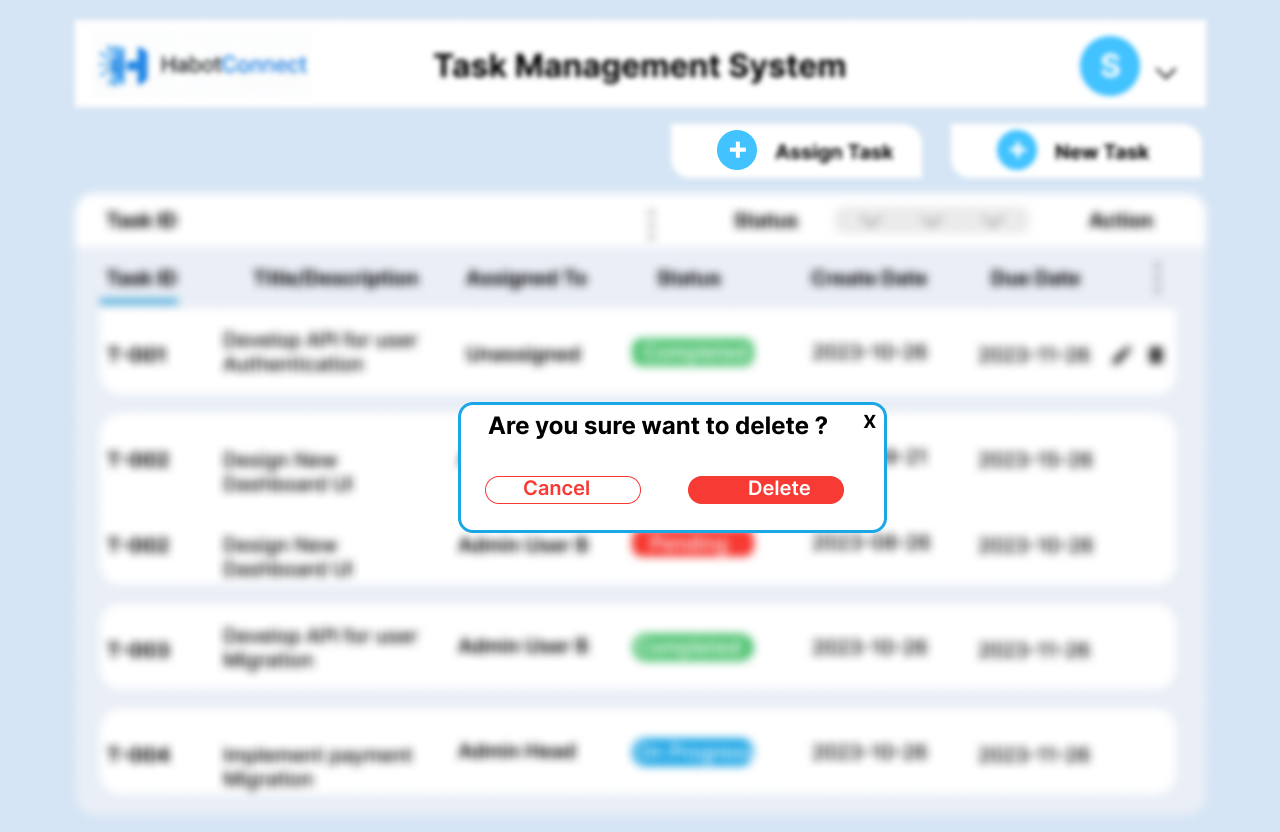 HabotConnect
Task Management System
S
Assign Task
New Task
Task ID Status Action
Task ID Title/Description Assigned To Status Create Date Due Date
T-001 Develop API for user Authentication Unassigned Completed 2023-10-26 2023-11-26
Are you sure want to delete ? X
Cancel Delete
T-002 Design New Dashboard UI 2023-15-26
T-002 Design New Dashboard UI Admin User B Pending 2023-08-26 2023-10-26
T-003 Develop API for user Migration Admin User B Completed 2023-10-26 2023-11-26
T-004 Implement payment Migration Admin Head On Progress 2023-10-26 2023-11-26